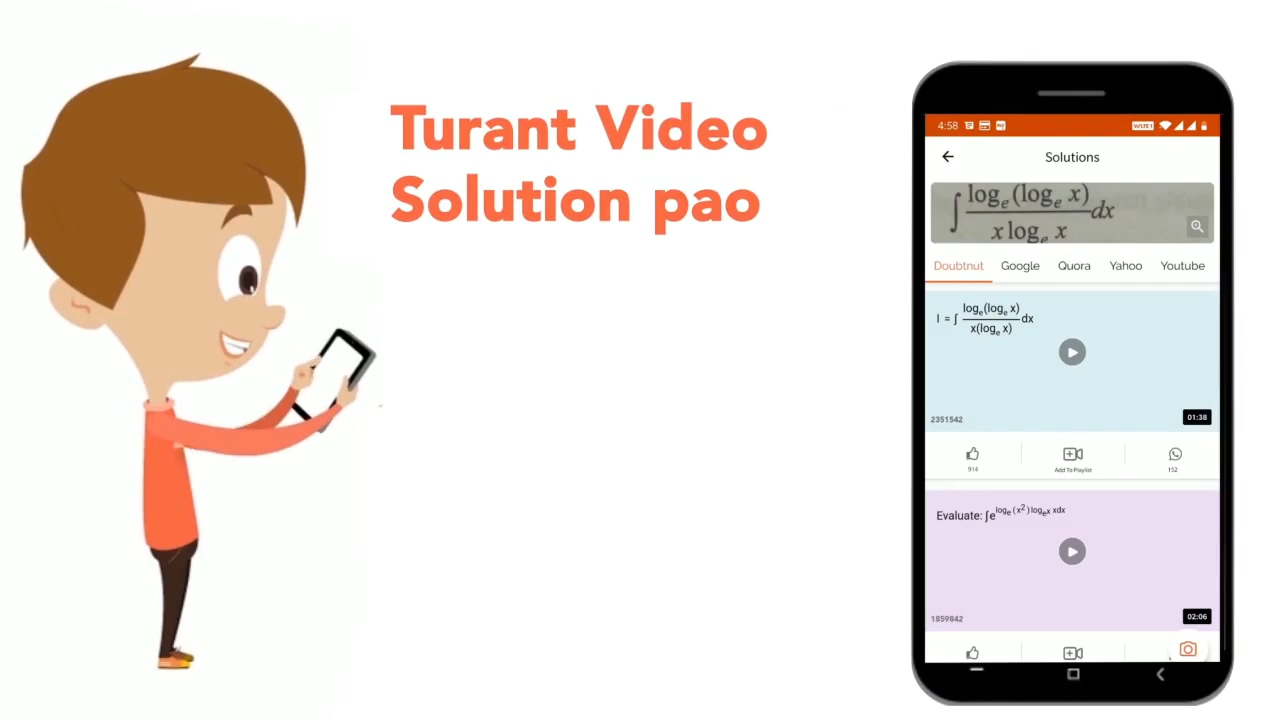 Turant Video
Solution pao
4:58
VoLTE1
Solutions
∫ logₑ(logₑ x) / x logₑ x dx
Doubtnut Google Quora Yahoo Youtube
I = ∫ logₑ(logₑ x) / x(logₑ x) dx
2351542 01:38
914 Add To Playlist 152
Evaluate: ∫e^logₑ(x²)logₑx xdx
1859842 02:06